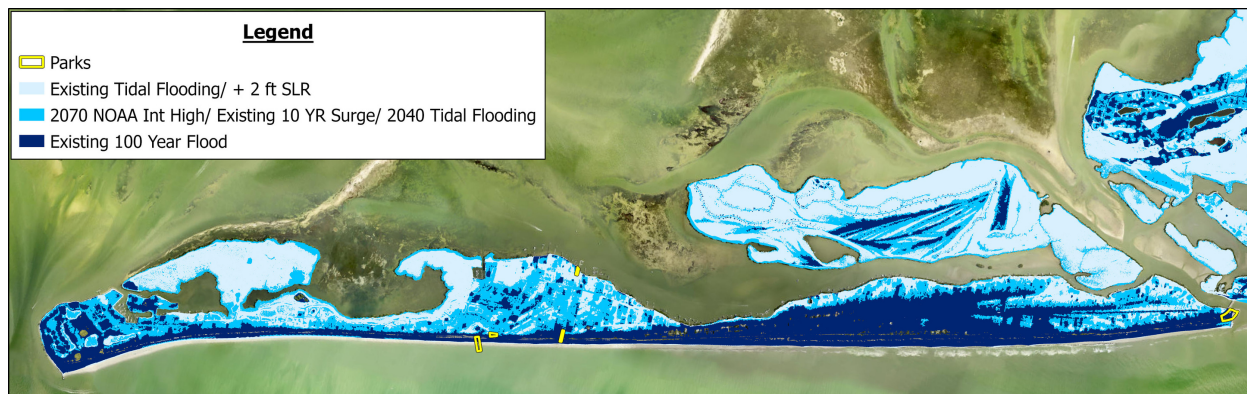 Legend
Parks
Existing Tidal Flooding/ + 2 ft SLR
2070 NOAA Int High/ Existing 10 YR Surge/ 2040 Tidal Flooding
Existing 100 Year Flood